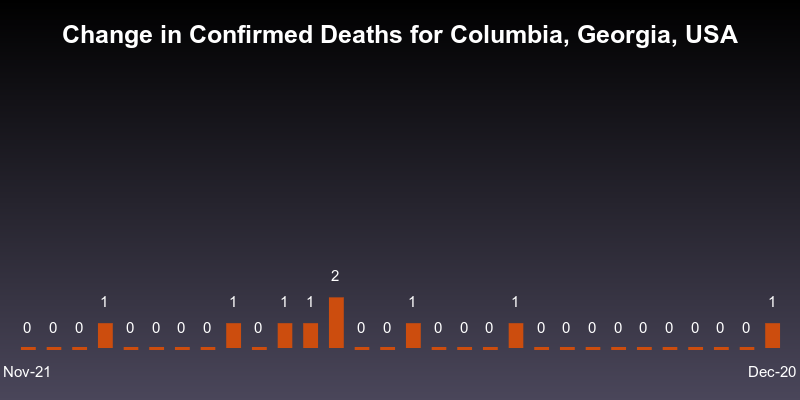 Change in Confirmed Deaths for Columbia, Georgia, USA
2
1 1 1 1 1 1 1
0 0 0 0 0 0 0 0 0 0 0 0 0 0 0 0 0 0 0 0 0 0
Nov-21 Dec-20